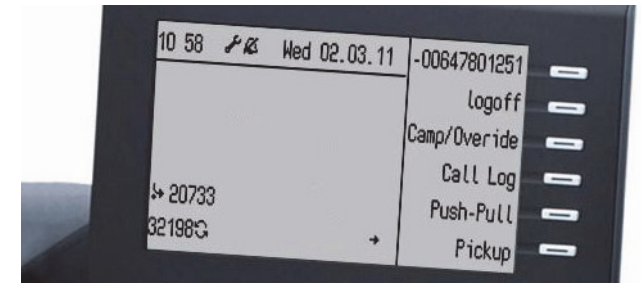 10 58 Wed 02.03.11
-00647801251
logoff
Camp/Overide
Call Log
Push-Pull
Pickup
20733
32198